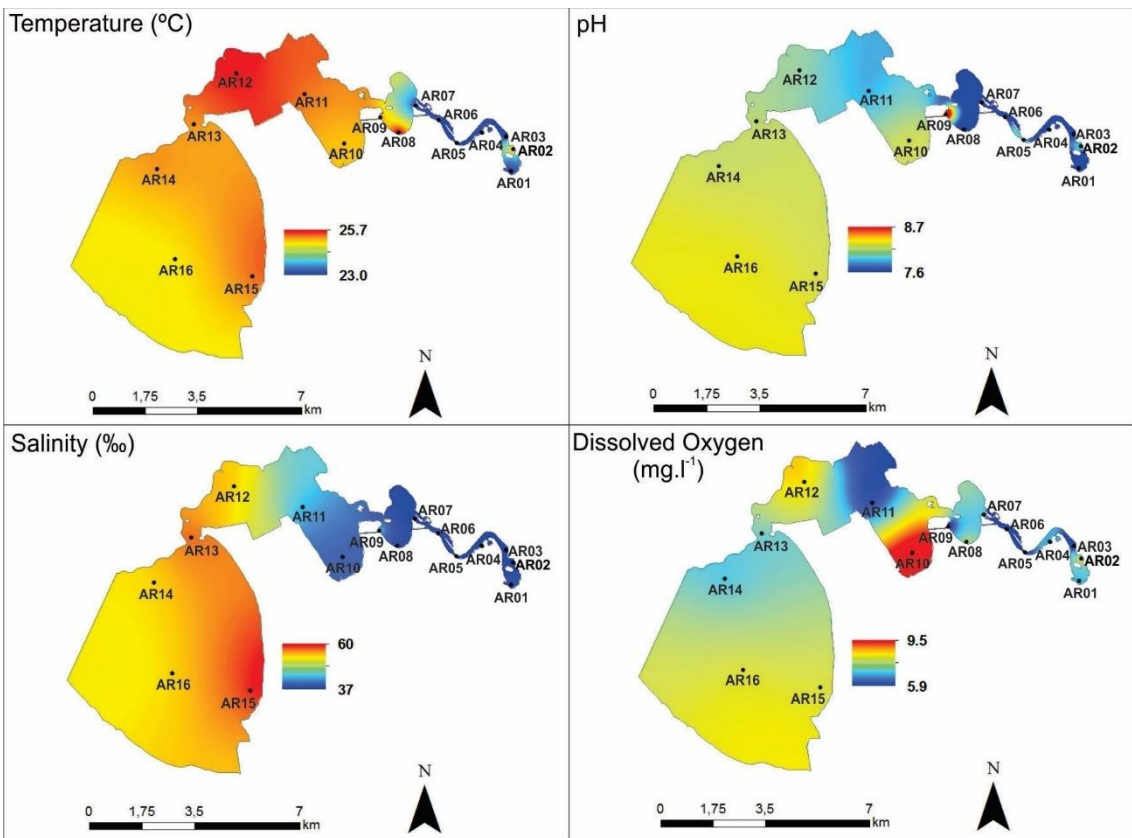 Temperature (ºC)
AR12
AR11
AR13
AR10
AR09
AR08
AR07
AR06
AR05
AR04
AR03
AR02
AR01
AR14
AR16
AR15
25.7
23.0
N
0 1,75 3,5 7
km
pH
AR12
AR11
AR13
AR10
AR09
AR08
AR07
AR06
AR05
AR04
AR03
AR02
AR01
AR14
AR16
AR15
8.7
7.6
N
0 1,75 3,5 7
km
Salinity (‰)
AR12
AR11
AR13
AR10
AR09
AR08
AR07
AR06
AR05
AR04
AR03
AR02
AR01
AR14
AR16
AR15
60
37
N
0 1,75 3,5 7
km
Dissolved Oxygen
(mg.l⁻¹)
AR12
AR11
AR13
AR10
AR09
AR08
AR07
AR06
AR05
AR04
AR03
AR02
AR01
AR14
AR16
AR15
9.5
5.9
N
0 1,75 3,5 7
km